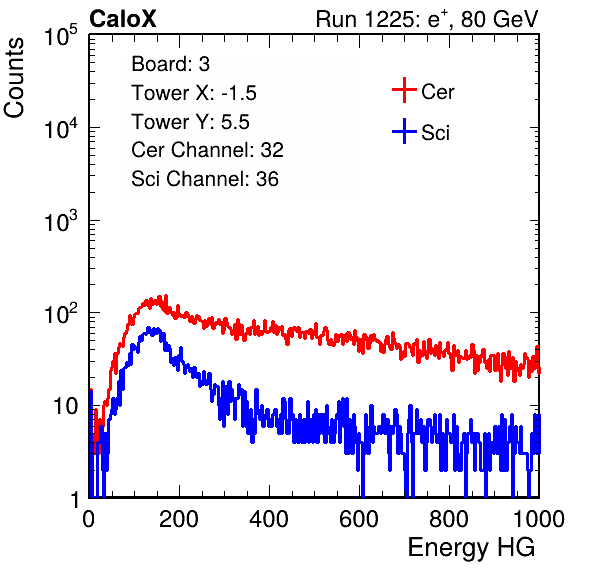 CaloX Run 1225: e⁺, 80 GeV
Counts
Board: 3
Tower X: -1.5
Tower Y: 5.5
Cer Channel: 32
Sci Channel: 36
Cer
Sci
10⁵
10⁴
10³
10²
10
1
0 200 400 600 800 1000
Energy HG